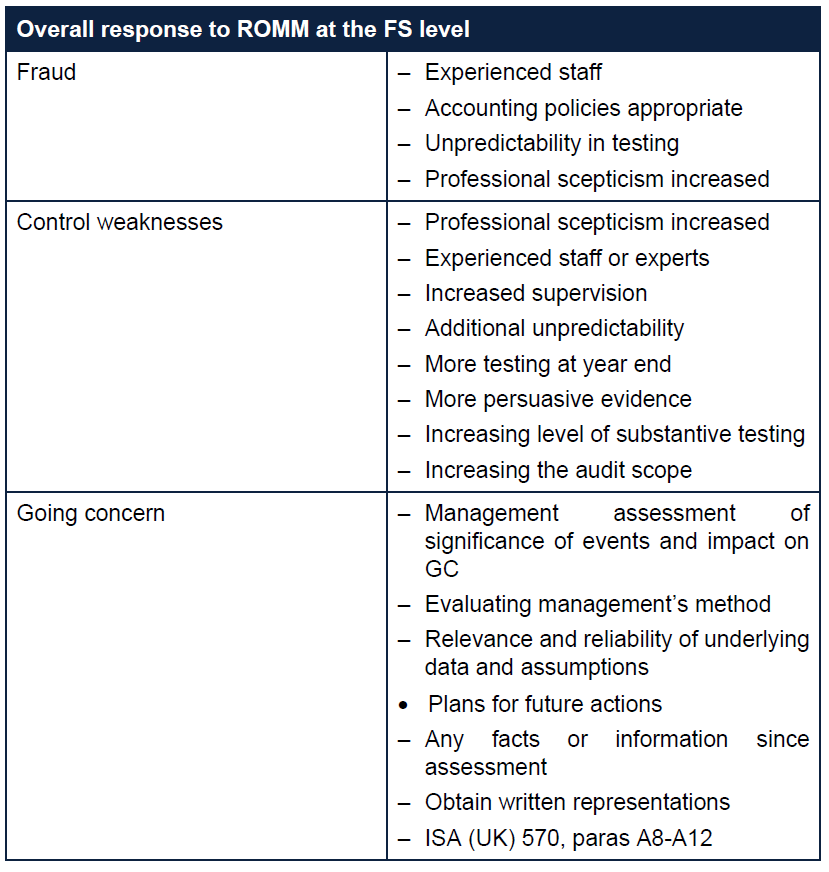 Overall response to ROMM at the FS level
Fraud
– Experienced staff
– Accounting policies appropriate
– Unpredictability in testing
– Professional scepticism increased
Control weaknesses
– Professional scepticism increased
– Experienced staff or experts
– Increased supervision
– Additional unpredictability
– More testing at year end
– More persuasive evidence
– Increasing level of substantive testing
– Increasing the audit scope
Going concern
– Management assessment of
significance of events and impact on
GC
– Evaluating management’s method
– Relevance and reliability of underlying
data and assumptions
• Plans for future actions
– Any facts or information since
assessment
– Obtain written representations
– ISA (UK) 570, paras A8-A12